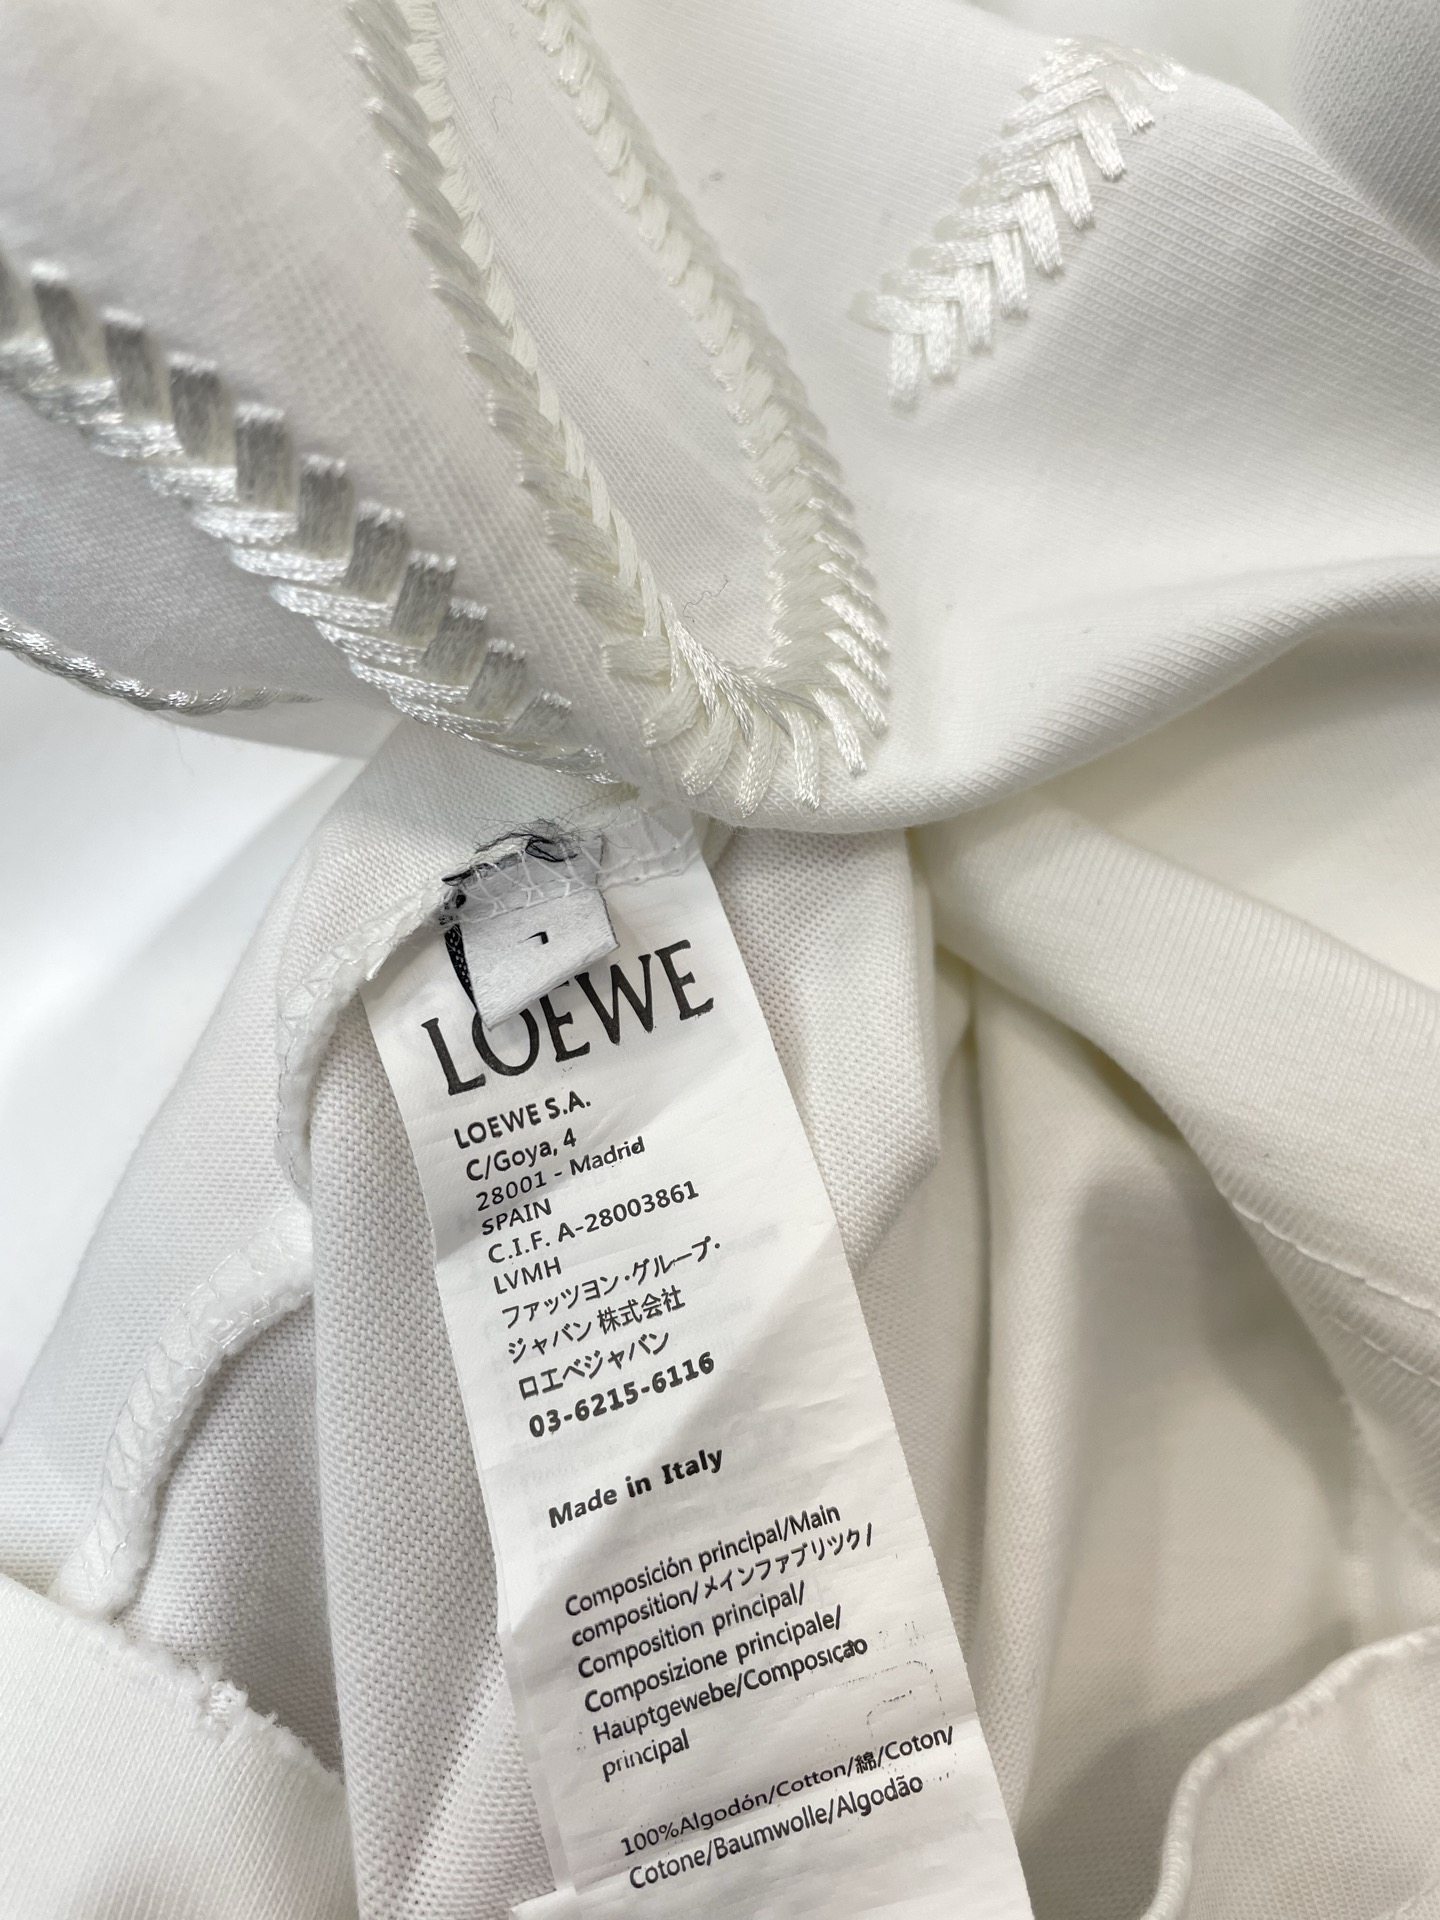 LOEWE
LOEWE S.A.
C/Goya, 4
28001 - Madrid
SPAIN
C.I.F. A-28003861
LVMH
ファッツヨン・グループ・
ジャバン 株式会社
ロエベジャバン
03-6215-6116
Made in Italy
Composición principal/Main
composition/メインファブリツク/
Composition principal/
Composizione principale/
Hauptgewebe/Composicão
principal
100%Algodón/Cotton/綿/Coton/
Cotone/Baumwolle/Algodão